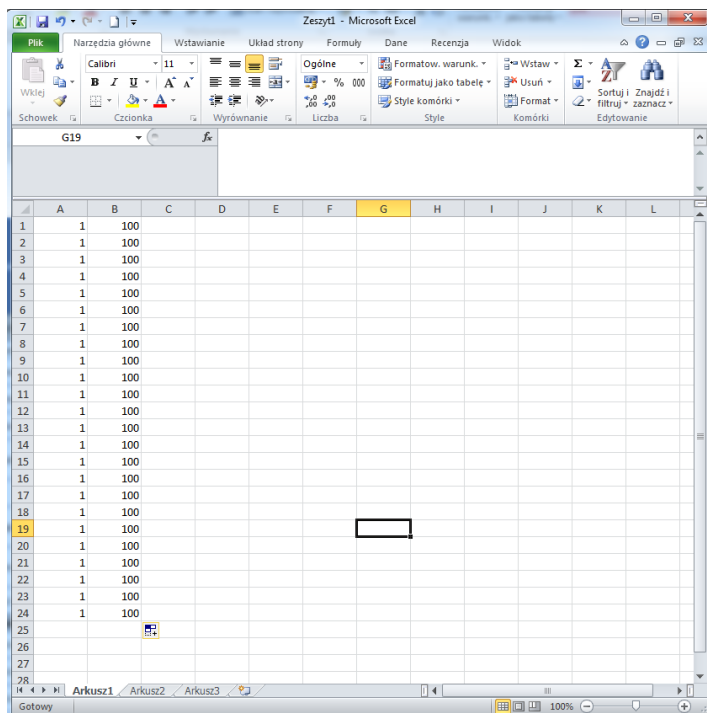 Zeszyt1 - Microsoft Excel
Plik Narzędzia główne Wstawianie Układ strony Formuły Dane Recenzja Widok
Wklej Calibri 11 Ogólne Formatow. warunk. Wstaw Σ
B I U A A % 000 Formatuj jako tabelę Usuń Sortuj i filtruj Znajdź i zaznacz
A Style komórki Format
Schowek Czcionka Wyrównanie Liczba Style Komórki Edytowanie
G19 fx
A B C D E F G H I J K L
1 1 100
2 1 100
3 1 100
4 1 100
5 1 100
6 1 100
7 1 100
8 1 100
9 1 100
10 1 100
11 1 100
12 1 100
13 1 100
14 1 100
15 1 100
16 1 100
17 1 100
18 1 100
19 1 100
20 1 100
21 1 100
22 1 100
23 1 100
24 1 100
25
26
27
28
Arkusz1 Arkusz2 Arkusz3
Gotowy 100%